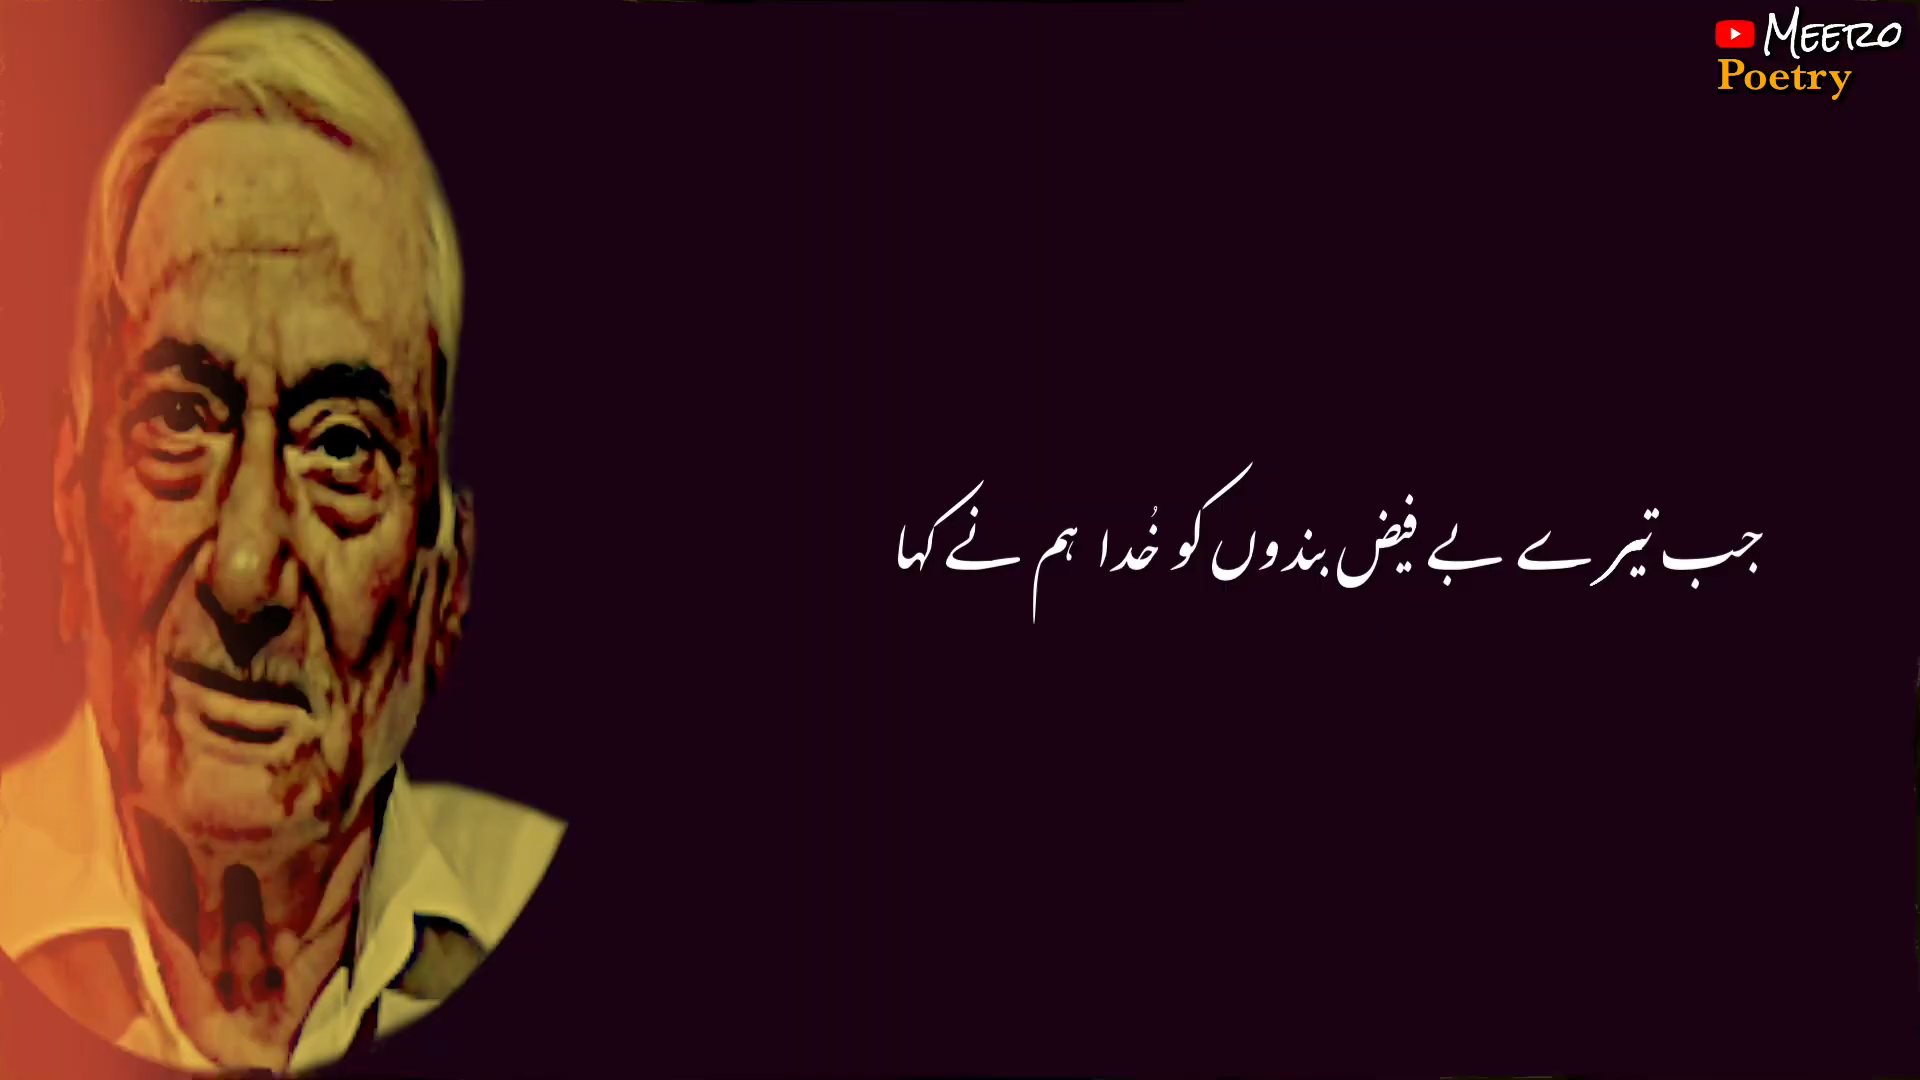 MEERO
Poetry
جب تیرے بے فیض بندوں کو خُدا ہم نے کہا